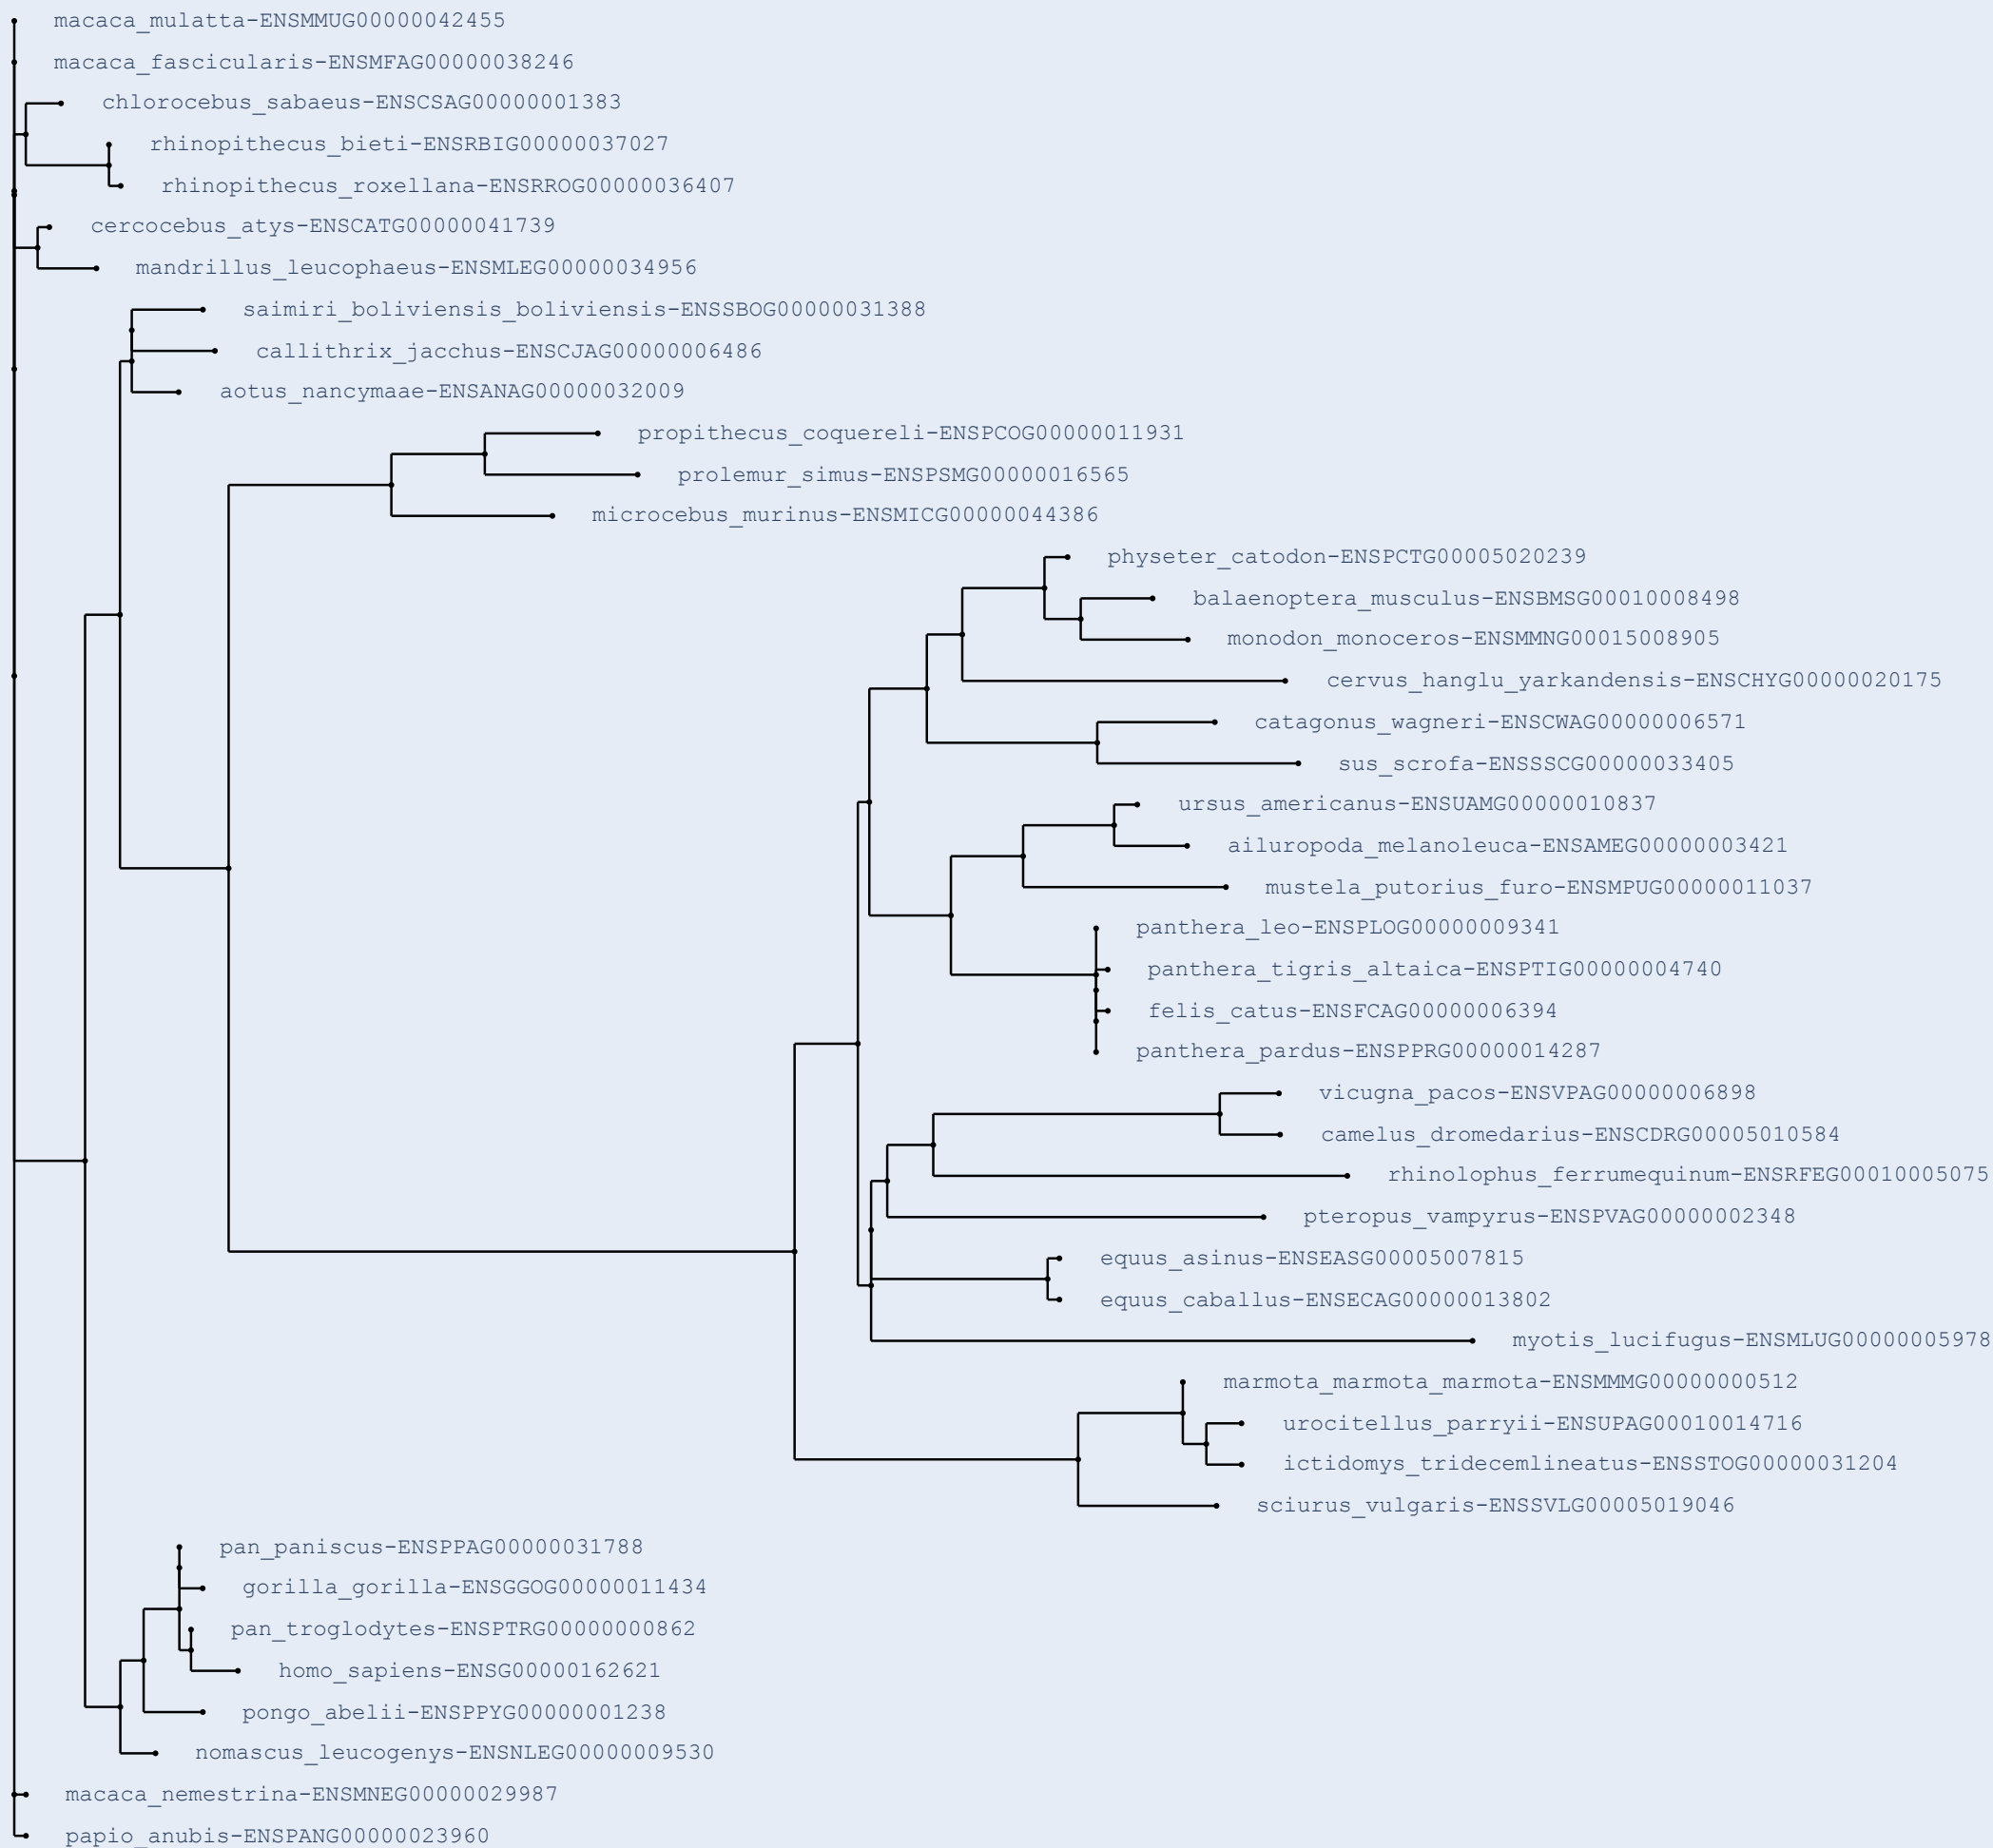 macaca_mulatta-ENSMMUG00000042455
macaca_fascicularis-ENSMFAG00000038246
chlorocebus_sabaeus-ENSCSAG00000001383
rhinopithecus_bieti-ENSRBIG00000037027
rhinopithecus_roxellana-ENSRROG00000036407
cercocebus_atys-ENSCATG00000041739
mandrillus_leucophaeus-ENSMLEG00000034956
saimiri_boliviensis_boliviensis-ENSSBOG00000031388
callithrix_jacchus-ENSCJAG00000006486
aotus_nancymaae-ENSANAG00000032009
propithecus_coquereli-ENSPCOG00000011931
prolemur_simus-ENSPSMG00000016565
microcebus_murinus-ENSMICG00000044386
physeter_catodon-ENSPCTG00005020239
balaenoptera_musculus-ENSBMSG00010008498
monodon_monoceros-ENSMMNG00015008905
cervus_hanglu_yarkandensis-ENSCHYG00000020175
catagonus_wagneri-ENSCWAG00000006571
sus_scrofa-ENSSSCG00000033405
ursus_americanus-ENSUAMG00000010837
ailuropoda_melanoleuca-ENSAMEG00000003421
mustela_putorius_furo-ENSMPUG00000011037
panthera_leo-ENSPLOG00000009341
panthera_tigris_altaica-ENSPTIG00000004740
felis_catus-ENSFCAG00000006394
panthera_pardus-ENSPPRG00000014287
vicugna_pacos-ENSVPAG00000006898
camelus_dromedarius-ENSCDRG00005010584
rhinolophus_ferrumequinum-ENSRFEG00010005075
pteropus_vampyrus-ENSPVAG00000002348
equus_asinus-ENSEASG00005007815
equus_caballus-ENSECAG00000013802
myotis_lucifugus-ENSMLUG00000005978
marmota_marmota_marmota-ENSMMMG00000000512
urocitellus_parryii-ENSUPAG00010014716
ictidomys_tridecemlineatus-ENSSTOG00000031204
sciurus_vulgaris-ENSSVLG00005019046
pan_paniscus-ENSPPAG00000031788
gorilla_gorilla-ENSGGOG00000011434
pan_troglodytes-ENSPTRG00000000862
homo_sapiens-ENSG00000162621
pongo_abelii-ENSPPYG00000001238
nomascus_leucogenys-ENSNLEG00000009530
macaca_nemestrina-ENSMNEG00000029987
papio_anubis-ENSPANG00000023960